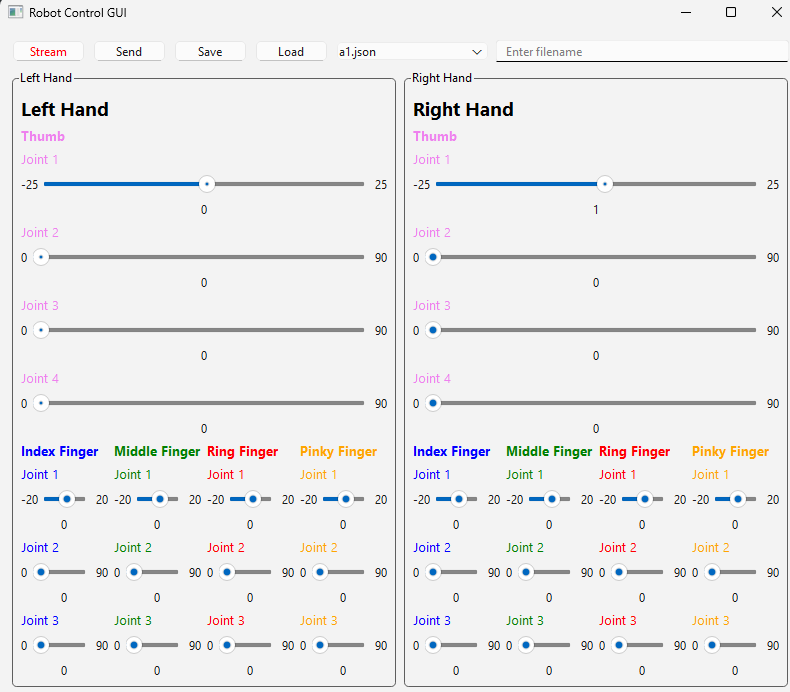 Robot Control GUI
Stream Send Save Load a1.json Enter filename
Left Hand
Left Hand
Thumb
Joint 1
-25 25
0
Joint 2
0 90
0
Joint 3
0 90
0
Joint 4
0 90
0
Index Finger Middle Finger Ring Finger Pinky Finger
Joint 1 Joint 1 Joint 1 Joint 1
-20 20 -20 20 -20 20 -20 20
0 0 0 0
Joint 2 Joint 2 Joint 2 Joint 2
0 90 0 90 0 90 0 90
0 0 0 0
Joint 3 Joint 3 Joint 3 Joint 3
0 90 0 90 0 90 0 90
0 0 0 0
Right Hand
Right Hand
Thumb
Joint 1
-25 25
1
Joint 2
0 90
0
Joint 3
0 90
0
Joint 4
0 90
0
Index Finger Middle Finger Ring Finger Pinky Finger
Joint 1 Joint 1 Joint 1 Joint 1
-20 20 -20 20 -20 20 -20 20
0 0 0 0
Joint 2 Joint 2 Joint 2 Joint 2
0 90 0 90 0 90 0 90
0 0 0 0
Joint 3 Joint 3 Joint 3 Joint 3
0 90 0 90 0 90 0 90
0 0 0 0